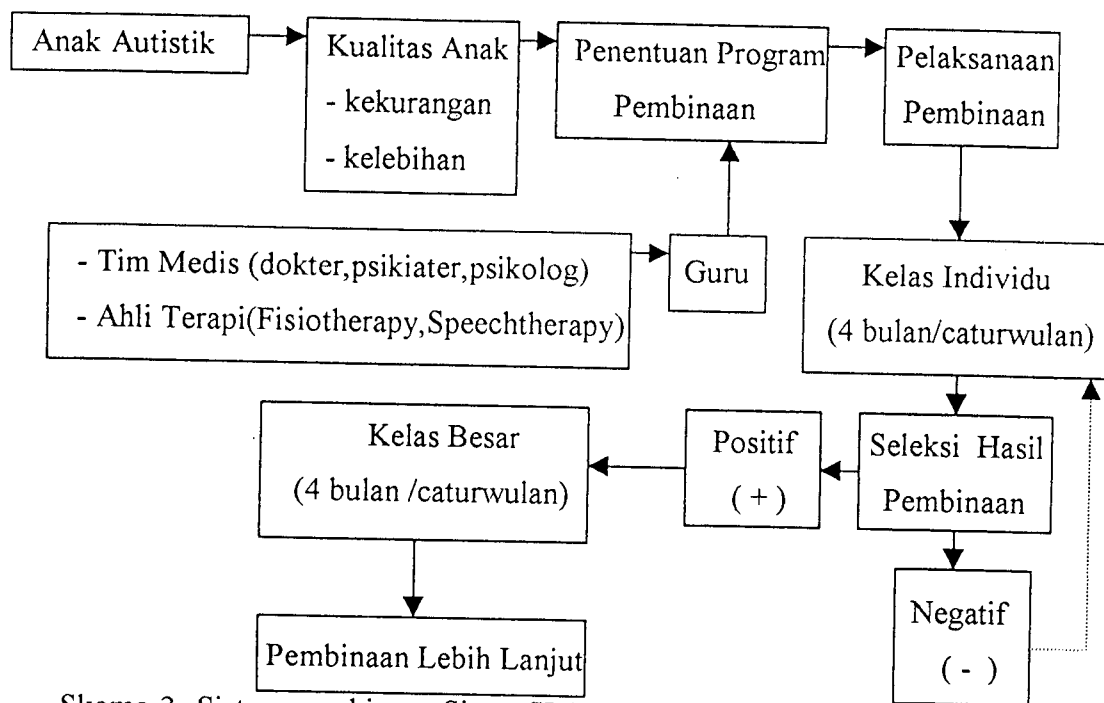 Anak Autistik
Kualitas Anak
- kekurangan
- kelebihan
Penentuan Program
Pembinaan
Pelaksanaan
Pembinaan
- Tim Medis (dokter,psikiater,psikolog)
- Ahli Terapi(Fisiotherapy,Speechtherapy)
Guru
Kelas Individu
(4 bulan/caturwulan)
Kelas Besar
(4 bulan /caturwulan)
Positif
( + )
Seleksi Hasil
Pembinaan
Negatif
( - )
Pembinaan Lebih Lanjut
Skema 3